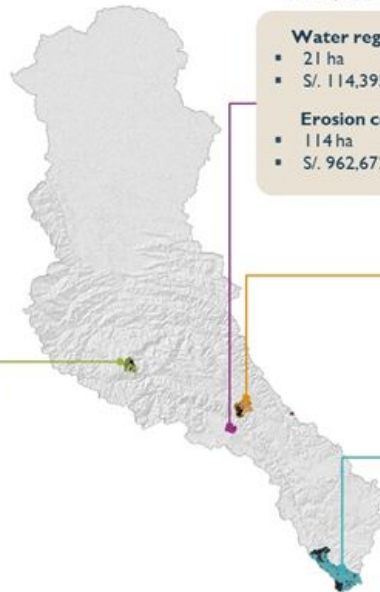 Water reg
▪ 21 ha
▪ S/. 114,39
Erosion c
▪ 114 ha
▪ S/. 962,67